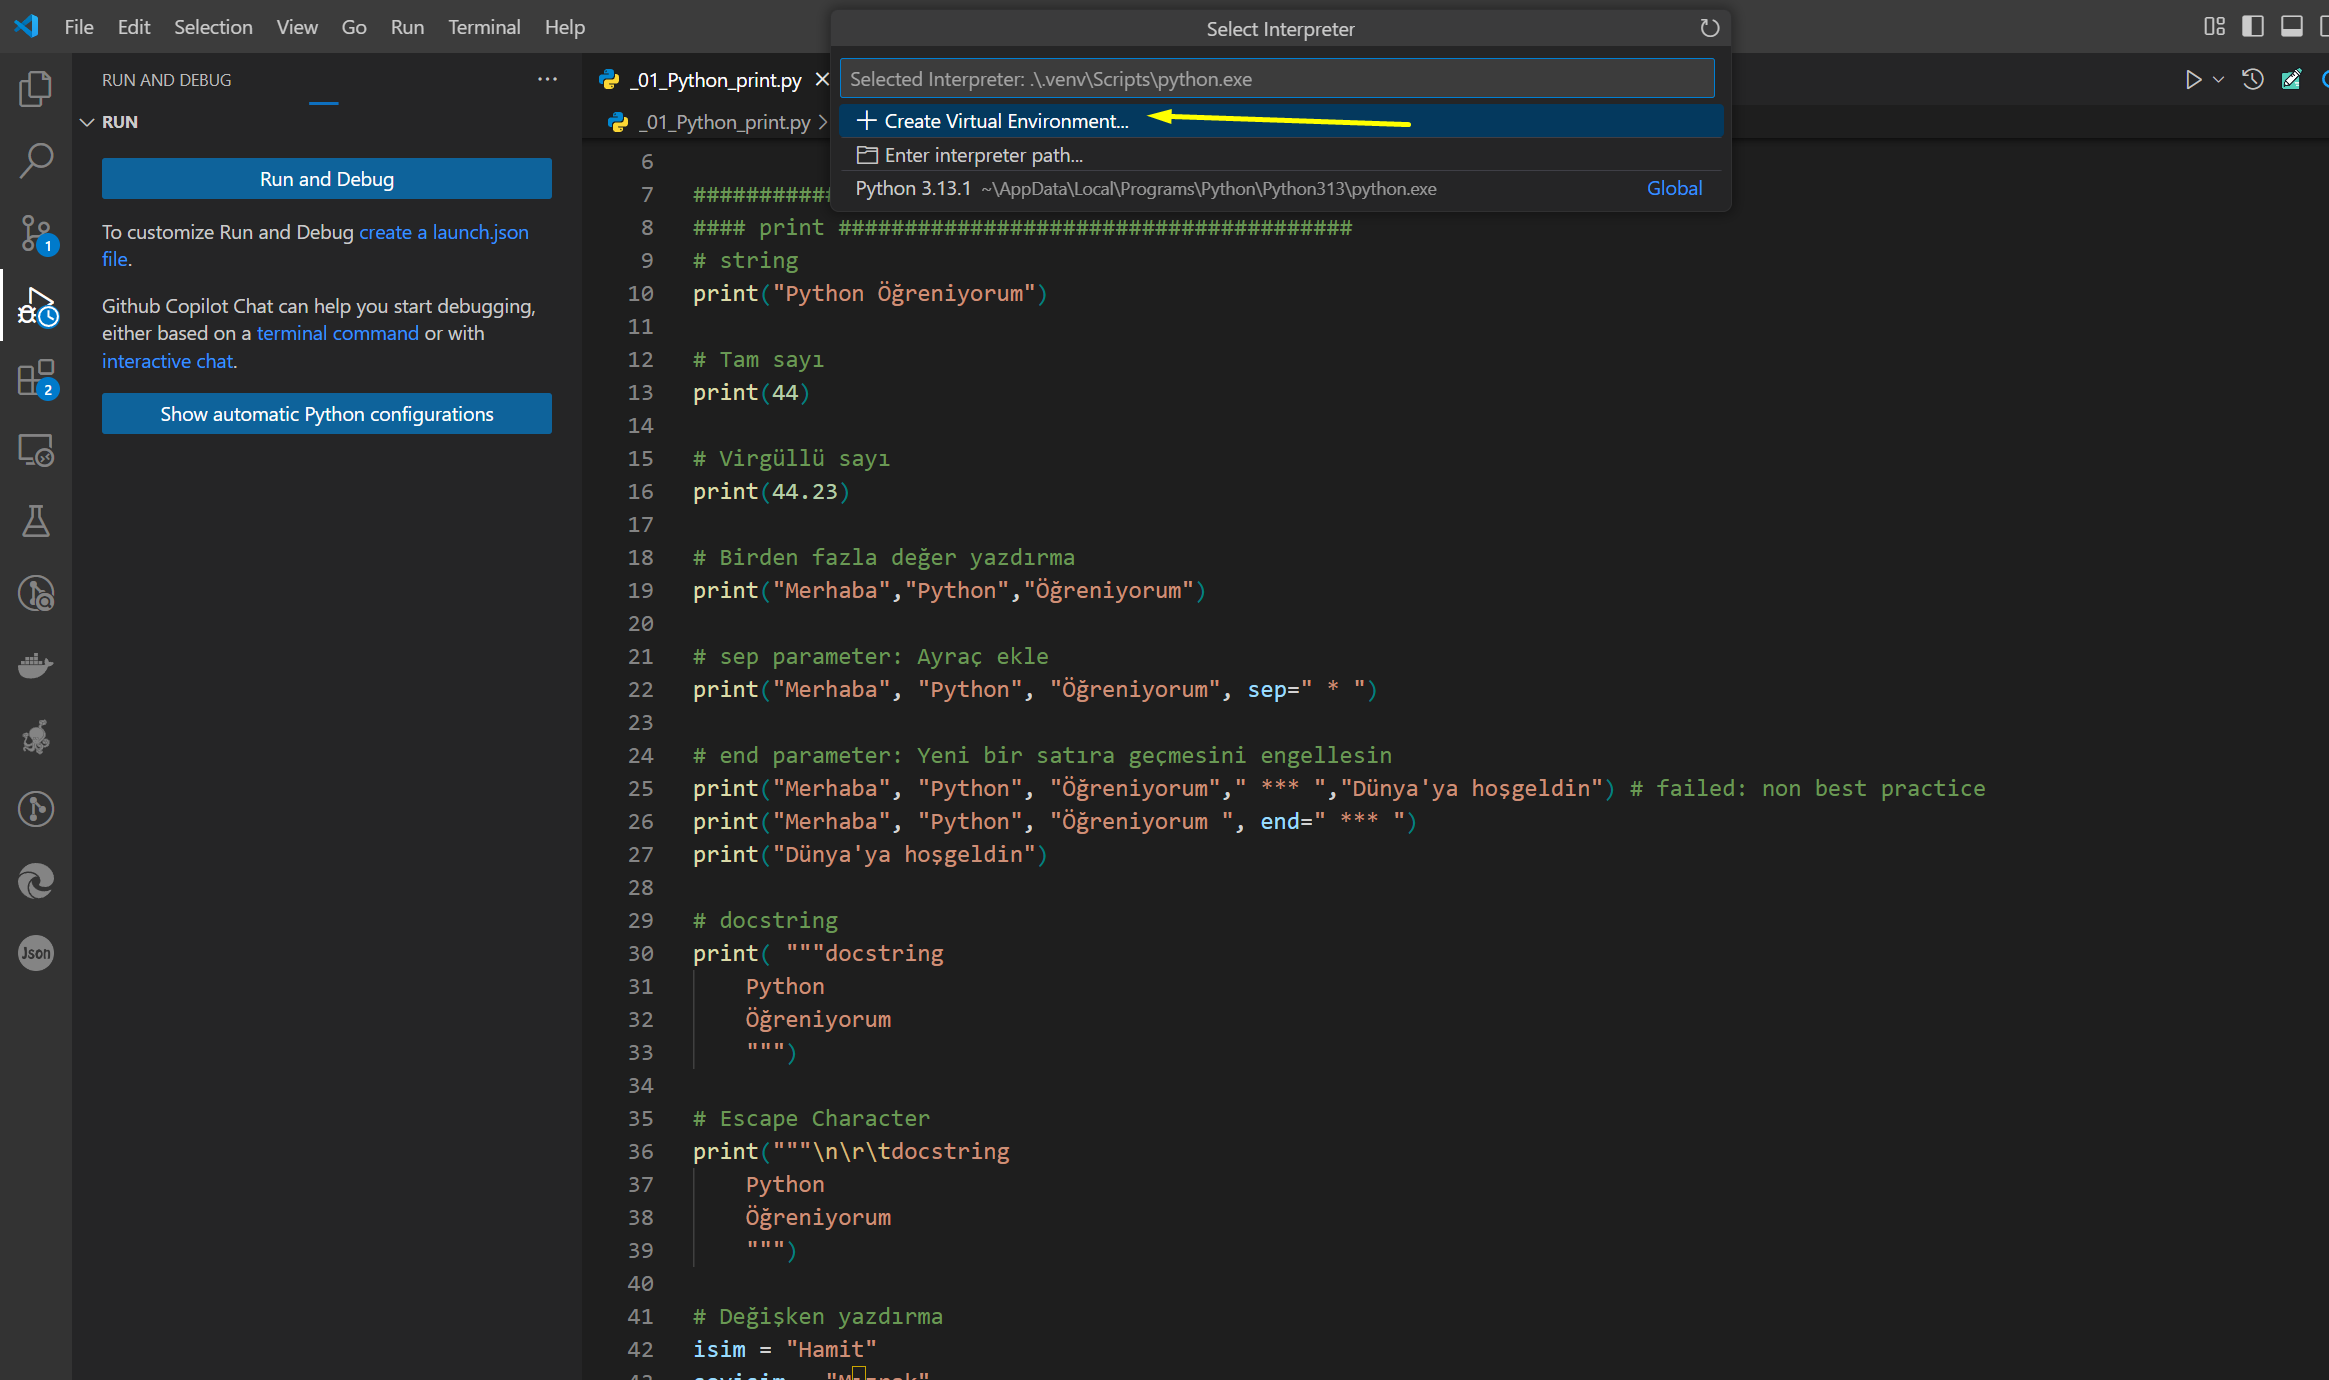 File Edit Selection View Go Run Terminal Help
Select Interpreter
RUN AND DEBUG
RUN
Run and Debug
To customize Run and Debug create a launch.json
file.
Github Copilot Chat can help you start debugging,
either based on a terminal command or with
interactive chat.
Show automatic Python configurations
1
2
Json
_01_Python_print.py
Selected Interpreter: .\.venv\Scripts\python.exe
_01_Python_print.py >
+ Create Virtual Environment...
Enter interpreter path...
Python 3.13.1 ~\AppData\Local\Programs\Python\Python313\python.exe Global
6
7 ###########
8 #### print #######################################
9 # string
10 print("Python Öğreniyorum")
11
12 # Tam sayı
13 print(44)
14
15 # Virgüllü sayı
16 print(44.23)
17
18 # Birden fazla değer yazdırma
19 print("Merhaba","Python","Öğreniyorum")
20
21 # sep parameter: Ayraç ekle
22 print("Merhaba", "Python", "Öğreniyorum", sep=" * ")
23
24 # end parameter: Yeni bir satıra geçmesini engellesin
25 print("Merhaba", "Python", "Öğreniyorum"," *** ","Dünya'ya hoşgeldin") # failed: non best practice
26 print("Merhaba", "Python", "Öğreniyorum ", end=" *** ")
27 print("Dünya'ya hoşgeldin")
28
29 # docstring
30 print( """docstring
31 Python
32 Öğreniyorum
33 """)
34
35 # Escape Character
36 print("""\n\r\tdocstring
37 Python
38 Öğreniyorum
39 """)
40
41 # Değişken yazdırma
42 isim = "Hamit"